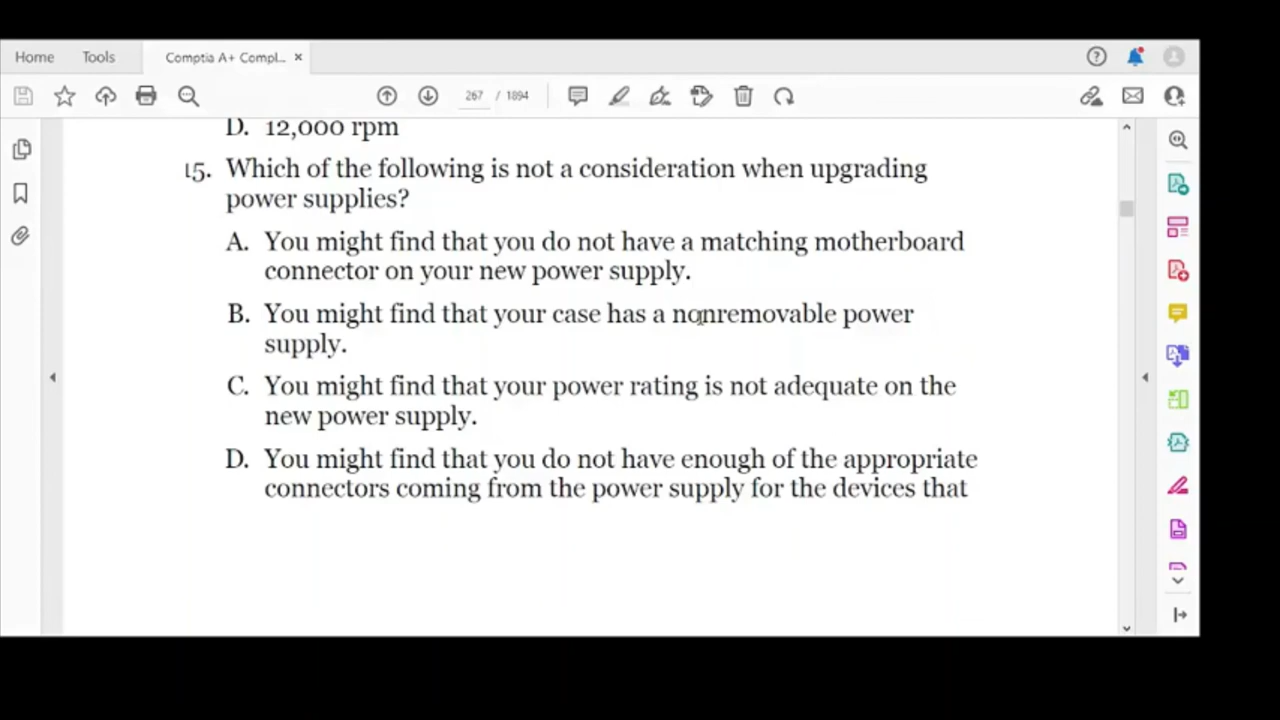 Home Tools Comptia A+ Compl... ×
267 / 1894
D. 12,000 rpm
15. Which of the following is not a consideration when upgrading
power supplies?
A. You might find that you do not have a matching motherboard
connector on your new power supply.
B. You might find that your case has a nonremovable power
supply.
C. You might find that your power rating is not adequate on the
new power supply.
D. You might find that you do not have enough of the appropriate
connectors coming from the power supply for the devices that